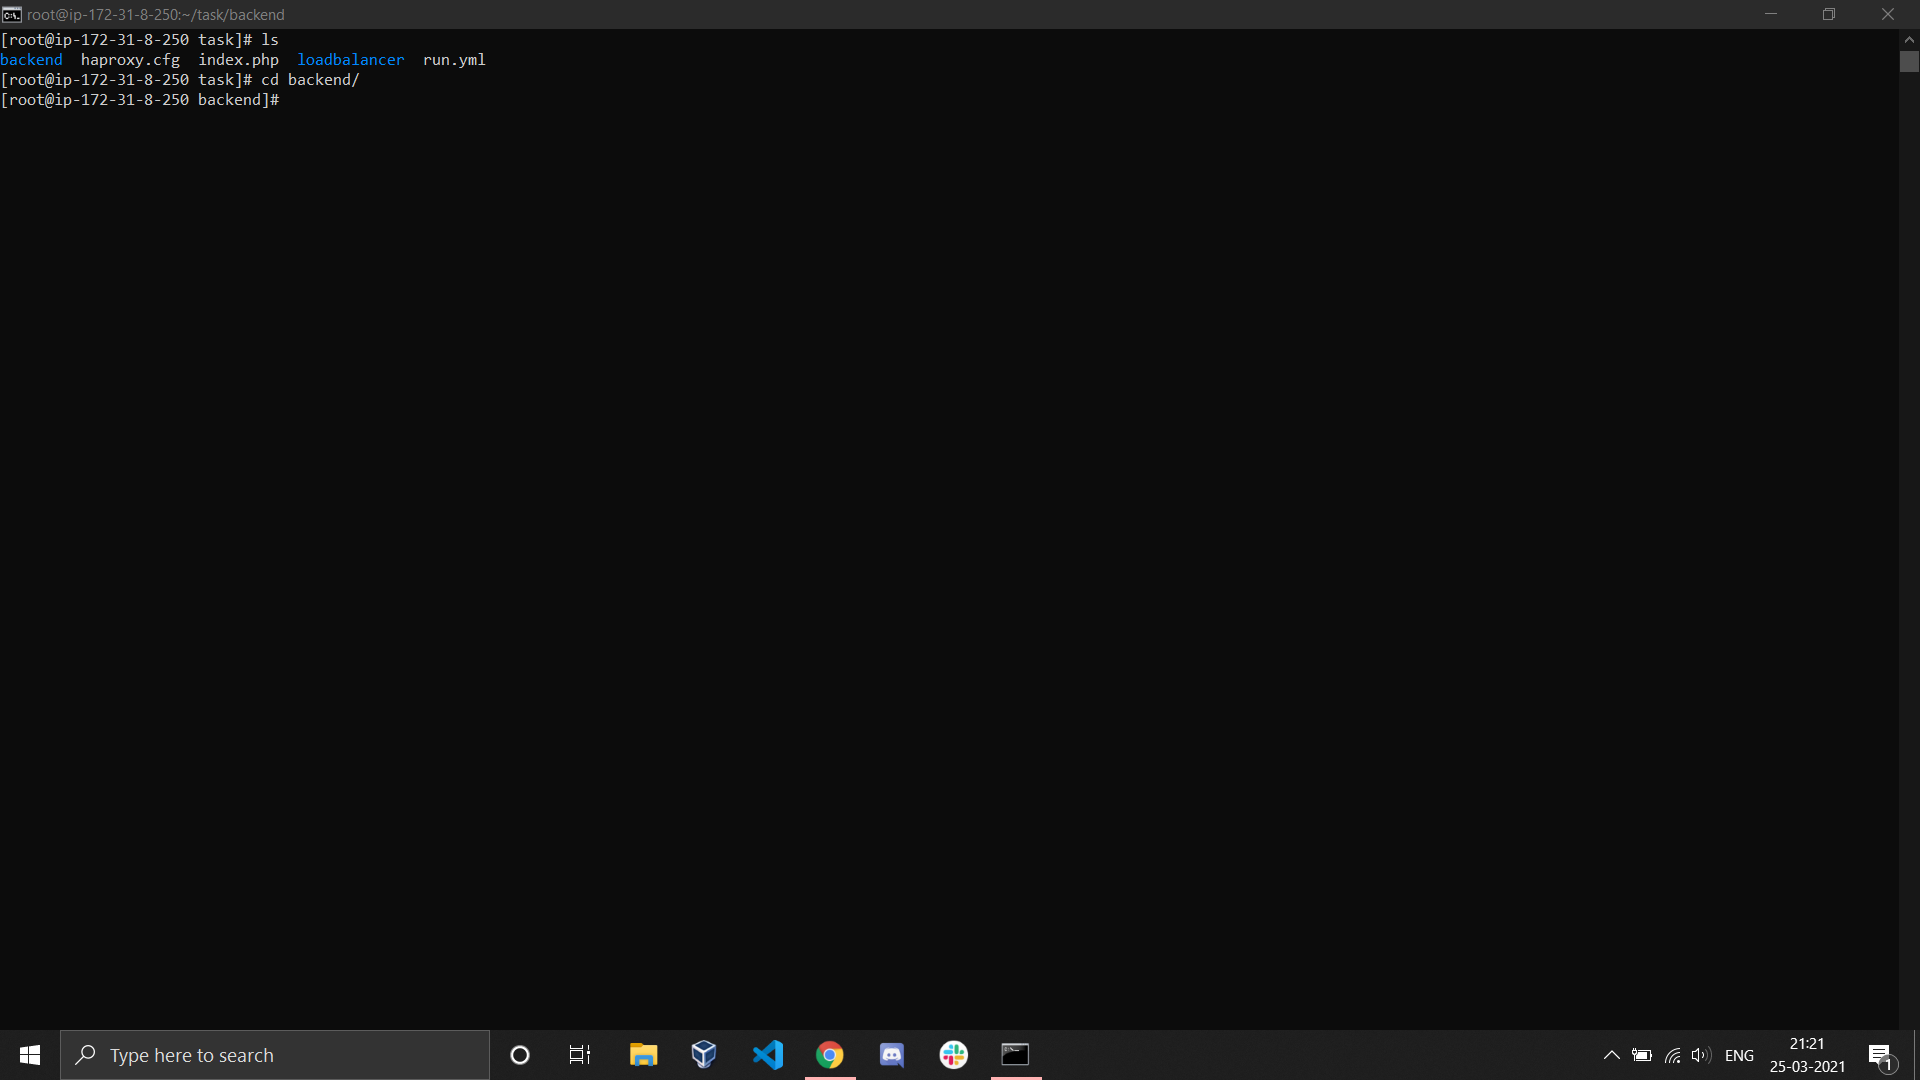 root@ip-172-31-8-250:~/task/backend
[root@ip-172-31-8-250 task]# ls
backend  haproxy.cfg  index.php  loadbalancer  run.yml
[root@ip-172-31-8-250 task]# cd backend/
[root@ip-172-31-8-250 backend]#
Type here to search
ENG
21:21
25-03-2021
1